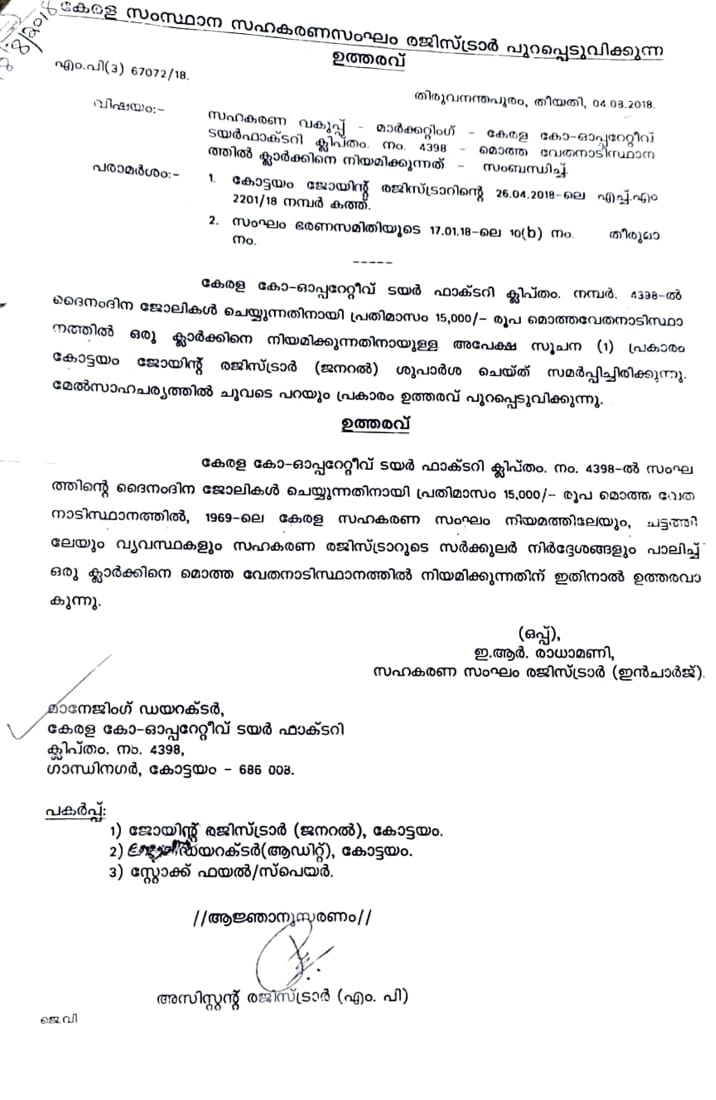 8/2018
കേരള സംസ്ഥാന സഹകരണസംഘം രജിസ്ട്രാർ പുറപ്പെടുവിക്കുന്ന
ഉത്തരവ്
എം.പി(3) 67072/18.
തിരുവനന്തപുരം, തീയതി, 04.08.2018.
വിഷയം:- സഹകരണ വകുപ്പ് - മാർക്കറ്റിംഗ് - കേരള കോ-ഓപ്പറേറ്റീവ്
ടയർഫാക്ടറി ക്ലിപ്തം. നം. 4398 - മൊത്ത വേതനാടിസ്ഥാന
ത്തിൽ ക്ലാർക്കിനെ നിയമിക്കുന്നത് - സംബന്ധിച്ച്.
പരാമർശം:- 1. കോട്ടയം ജോയിന്റ് രജിസ്ട്രാറിന്റെ 26.04.2018-ലെ എച്ച്.എം
2201/18 നമ്പർ കത്ത്.
2. സംഘം ഭരണസമിതിയുടെ 17.01.18-ലെ 10(b) നം. തീരുമാ
നം.
-----
കേരള കോ-ഓപ്പറേറ്റീവ് ടയർ ഫാക്ടറി ക്ലിപ്തം. നമ്പർ. 4398-ൽ
ദൈനംദിന ജോലികൾ ചെയ്യുന്നതിനായി പ്രതിമാസം 15,000/- രൂപ മൊത്തവേതനാടിസ്ഥാ
നത്തിൽ ഒരു ക്ലാർക്കിനെ നിയമിക്കുന്നതിനായുള്ള അപേക്ഷ സൂചന (1) പ്രകാരം
കോട്ടയം ജോയിന്റ് രജിസ്ട്രാർ (ജനറൽ) ശുപാർശ ചെയ്ത് സമർപ്പിച്ചിരിക്കുന്നു.
മേൽസാഹചര്യത്തിൽ ചുവടെ പറയും പ്രകാരം ഉത്തരവ് പുറപ്പെടുവിക്കുന്നു.
ഉത്തരവ്
കേരള കോ-ഓപ്പറേറ്റീവ് ടയർ ഫാക്ടറി ക്ലിപ്തം. നം. 4398-ൽ സംഘ
ത്തിന്റെ ദൈനംദിന ജോലികൾ ചെയ്യുന്നതിനായി പ്രതിമാസം 15,000/- രൂപ മൊത്ത വേത
നാടിസ്ഥാനത്തിൽ, 1969-ലെ കേരള സഹകരണ സംഘം നിയമത്തിലേയും, ചട്ടത്തി
ലേയും വ്യവസ്ഥകളും സഹകരണ രജിസ്ട്രാറുടെ സർക്കുലർ നിർദ്ദേശങ്ങളും പാലിച്ച്
ഒരു ക്ലാർക്കിനെ മൊത്ത വേതനാടിസ്ഥാനത്തിൽ നിയമിക്കുന്നതിന് ഇതിനാൽ ഉത്തരവാ
കുന്നു.
(ഒപ്പ്),
ഇ.ആർ. രാധാമണി,
സഹകരണ സംഘം രജിസ്ട്രാർ (ഇൻചാർജ്).
മാനേജിംഗ് ഡയറക്ടർ,
കേരള കോ-ഓപ്പറേറ്റീവ് ടയർ ഫാക്ടറി
ക്ലിപ്തം. നം. 4398,
ഗാന്ധിനഗർ, കോട്ടയം - 686 008.
പകർപ്പ്:
1) ജോയിന്റ് രജിസ്ട്രാർ (ജനറൽ), കോട്ടയം.
2) ഡയറക്ടർ(ആഡിറ്റ്), കോട്ടയം.
3) സ്റ്റോക്ക് ഫയൽ/സ്പെയർ.
//ആജ്ഞാനുസരണം//
അസിസ്റ്റന്റ് രജിസ്ട്രാർ (എം. പി)
ജെ.വി